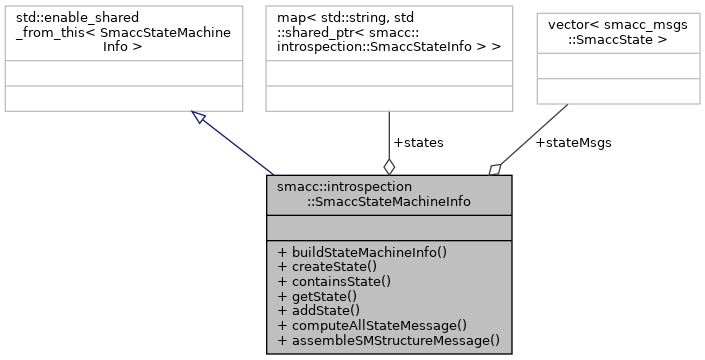 std::enable_shared
_from_this< SmaccStateMachine
Info >
map< std::string, std
::shared_ptr< smacc::
introspection::SmaccStateInfo > >
vector< smacc_msgs
::SmaccState >
+states
+stateMsgs
smacc::introspection
::SmaccStateMachineInfo
+ buildStateMachineInfo()
+ createState()
+ containsState()
+ getState()
+ addState()
+ computeAllStateMessage()
+ assembleSMStructureMessage()